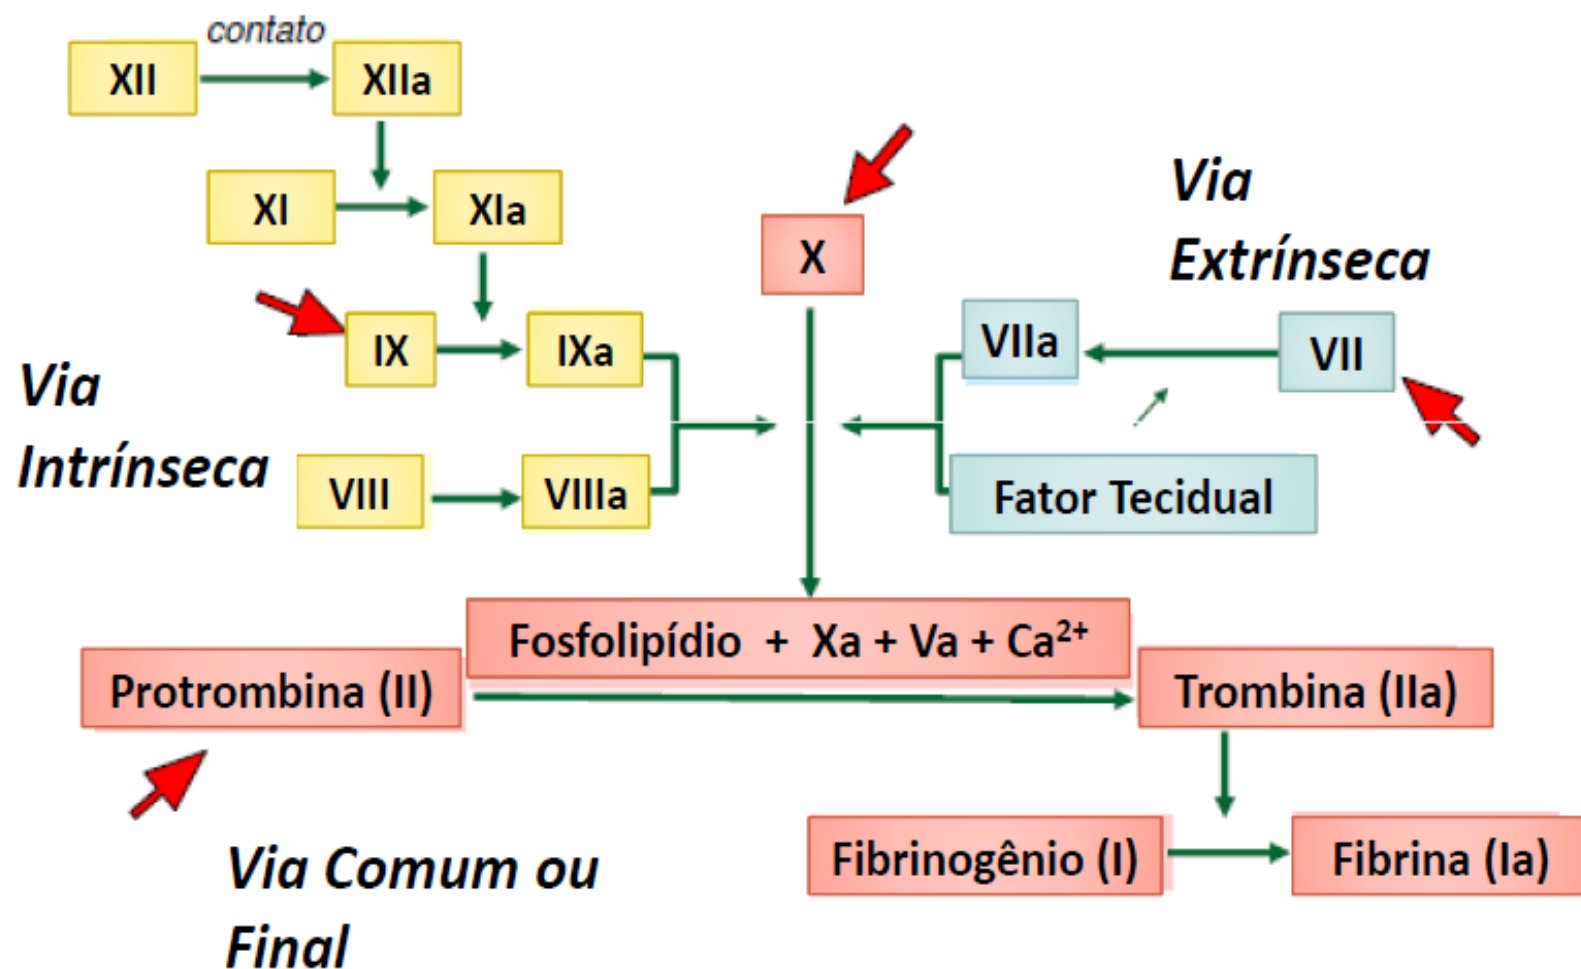 contato
XII
XIIa
XI
XIa
X
Via
Extrínseca
IX
IXa
VIIa
VII
Via
Intrínseca
VIII
VIIIa
Fator Tecidual
Fosfolipídio + Xa + Va + Ca²⁺
Protrombina (II)
Trombina (IIa)
Fibrinogênio (I)
Fibrina (Ia)
Via Comum ou
Final